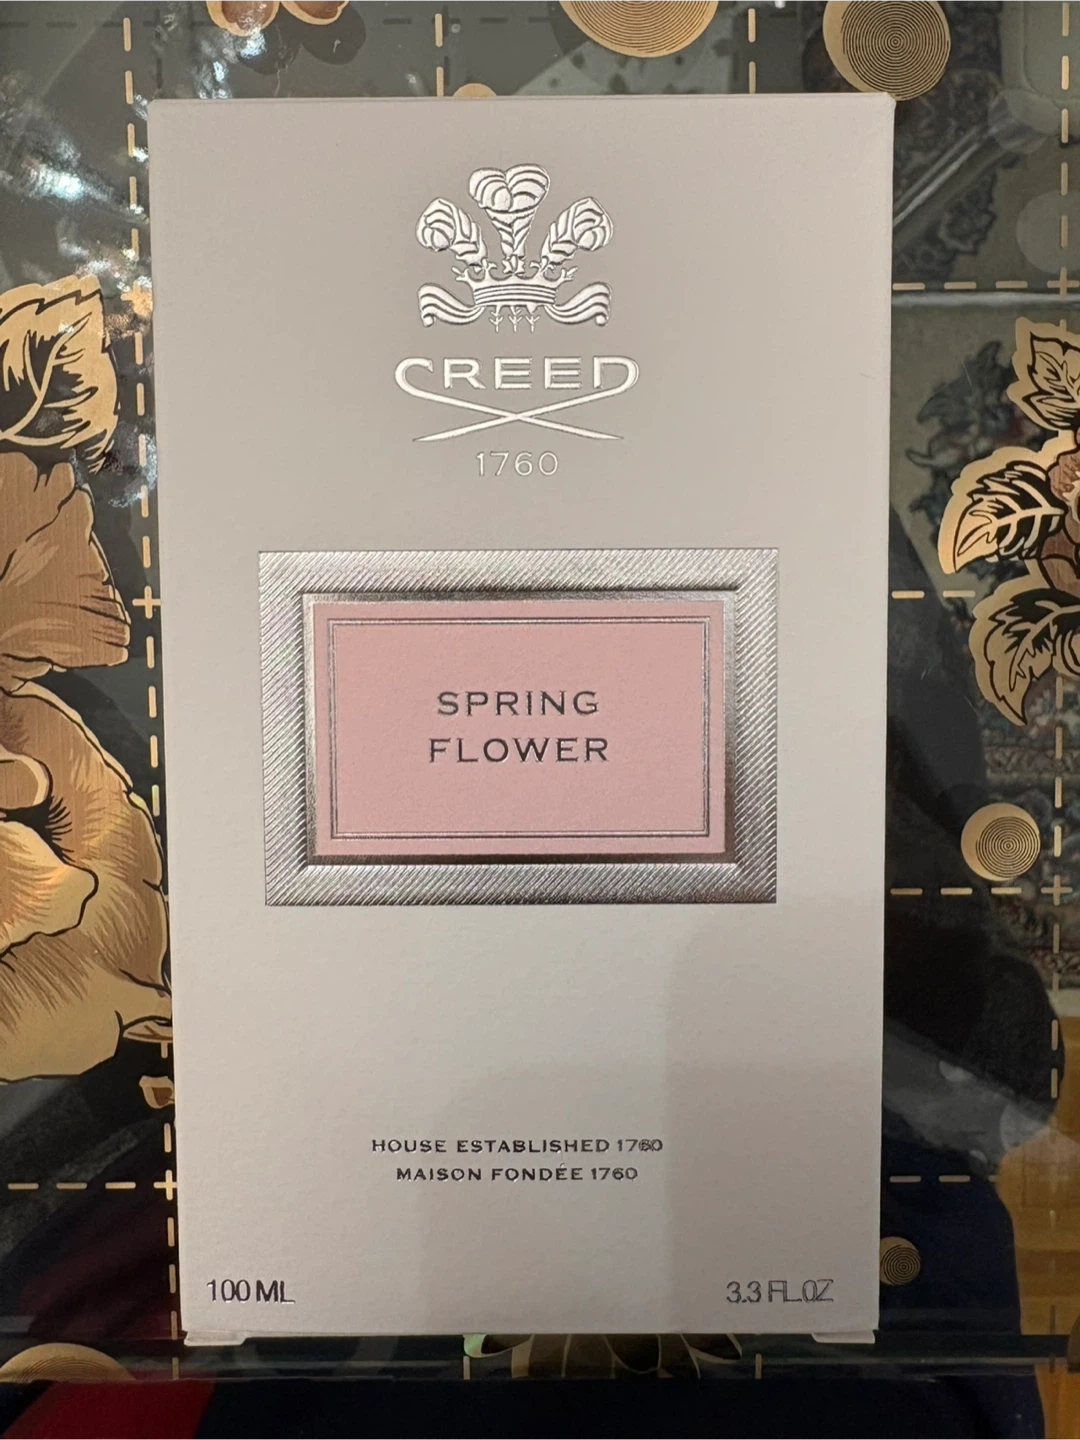 CREED
1760
SPRING
FLOWER
HOUSE ESTABLISHED 1760
MAISON FONDÉE 1760
100 ML
3.3 FL.OZ